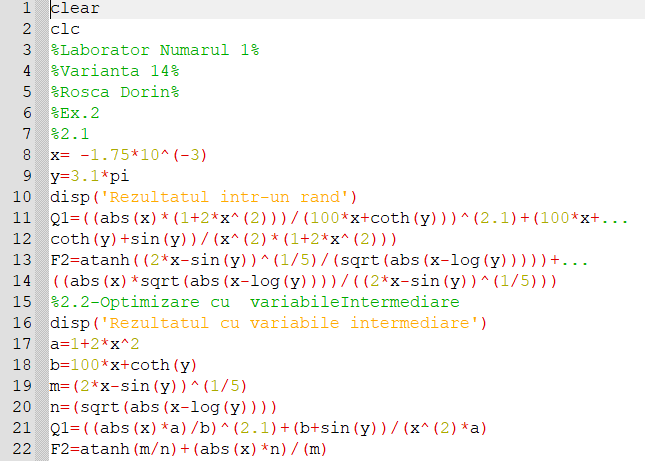 1 clear
2 clc
3 %Laborator Numarul 1%
4 %Varianta 14%
5 %Rosca Dorin%
6 %Ex.2
7 %2.1
8 x= -1.75*10^(-3)
9 y=3.1*pi
10 disp('Rezultatul intr-un rand')
11 Q1=((abs(x)*(1+2*x^(2)))/(100*x+coth(y)))^(2.1)+(100*x+...
12 coth(y)+sin(y))/(x^(2)*(1+2*x^(2)))
13 F2=atanh((2*x-sin(y))^(1/5)/(sqrt(abs(x-log(y)))))+...
14 ((abs(x)*sqrt(abs(x-log(y))))/((2*x-sin(y))^(1/5)))
15 %2.2-Optimizare cu  variabileIntermediare
16 disp('Rezultatul cu variabile intermediare')
17 a=1+2*x^2
18 b=100*x+coth(y)
19 m=(2*x-sin(y))^(1/5)
20 n=(sqrt(abs(x-log(y))))
21 Q1=((abs(x)*a)/b)^(2.1)+(b+sin(y))/(x^(2)*a)
22 F2=atanh(m/n)+(abs(x)*n)/(m)